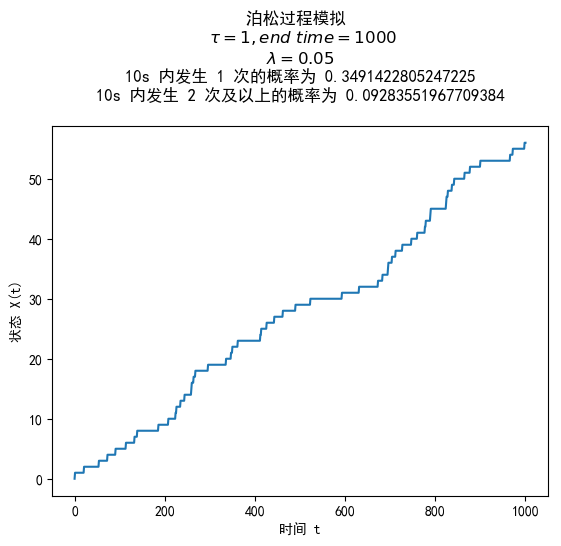 泊松过程模拟
τ = 1, end time = 1000
λ = 0.05
10s 内发生 1 次的概率为 0.3491422805247225
10s 内发生 2 次及以上的概率为 0.09283551967709384
50
40
30
20
10
0
状态 X(t)
0 200 400 600 800 1000
时间 t